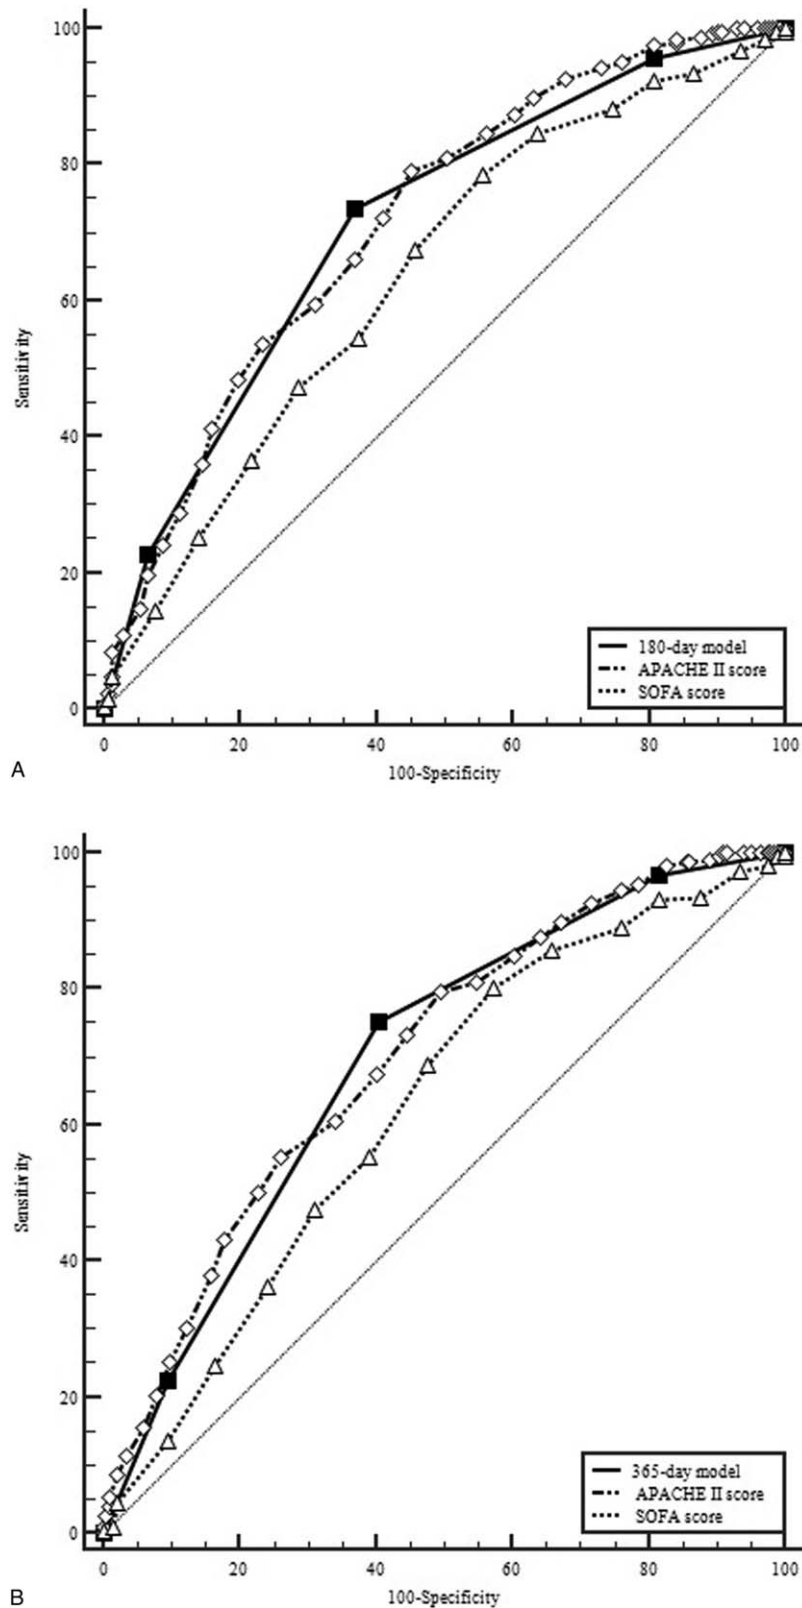 100
80
60
40
20
0
Sensitivity
180-day model
APACHE II score
SOFA score
0 20 40 60 80 100
100-Specificity
A
100
80
60
40
20
0
Sensitivity
365-day model
APACHE II score
SOFA score
0 20 40 60 80 100
100-Specificity
B